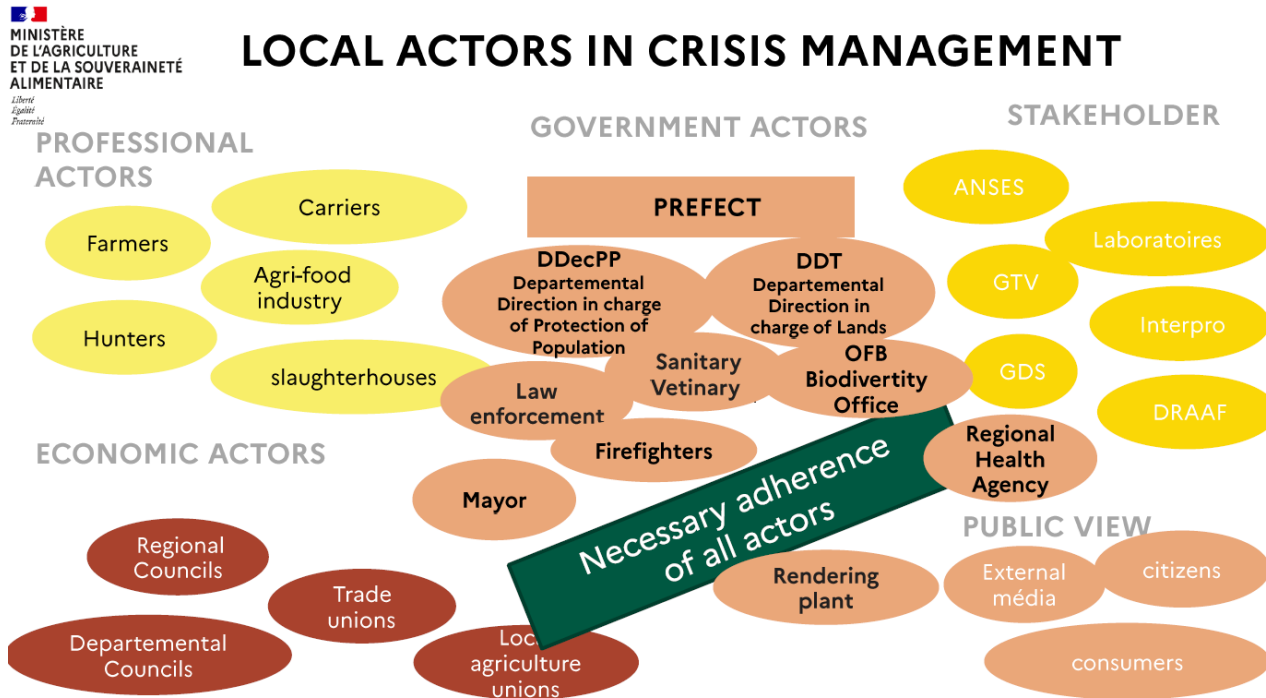 MINISTÈRE
DE L'AGRICULTURE
ET DE LA SOUVERAINETÉ
ALIMENTAIRE
Liberté
Égalité
Fraternité
LOCAL ACTORS IN CRISIS MANAGEMENT
PROFESSIONAL
ACTORS
Carriers
Farmers
Agri-food
industry
Hunters
slaughterhouses
GOVERNMENT ACTORS
PREFECT
DDecPP
Departemental
Direction in charge
of Protection of
Population
DDT
Departemental
Direction in
charge of Lands
Sanitary
Vetinary
OFB
Biodivertity
Office
Law
enforcement
Firefighters
Mayor
Regional
Health
Agency
Rendering
plant
STAKEHOLDER
ANSES
Laboratoires
GTV
Interpro
GDS
DRAAF
ECONOMIC ACTORS
Regional
Councils
Trade
unions
Departemental
Councils
Local
agriculture
unions
Necessary adherence
of all actors
PUBLIC VIEW
External
média
citizens
consumers